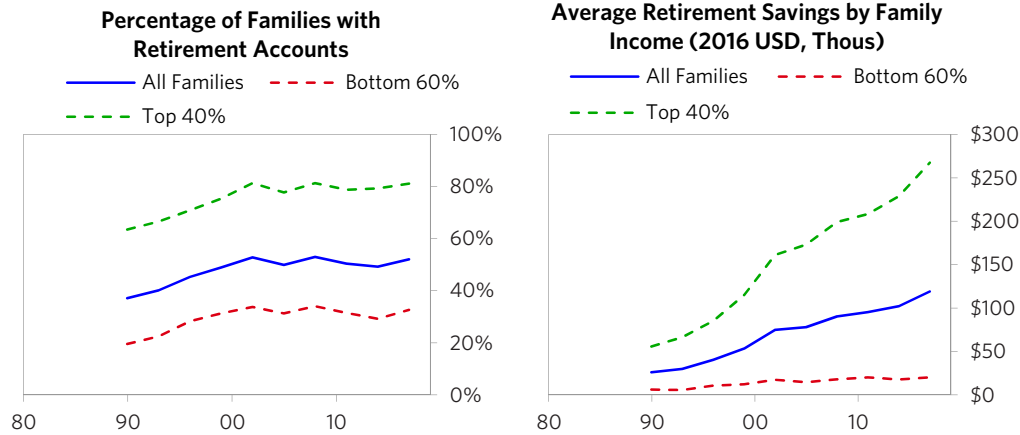 Percentage of Families with
Retirement Accounts
All Families
Bottom 60%
Top 40%
100%
80%
60%
40%
20%
0%
80
90
00
10
Average Retirement Savings by Family
Income (2016 USD, Thous)
All Families
Bottom 60%
Top 40%
$300
$250
$200
$150
$100
$50
$0
80
90
00
10